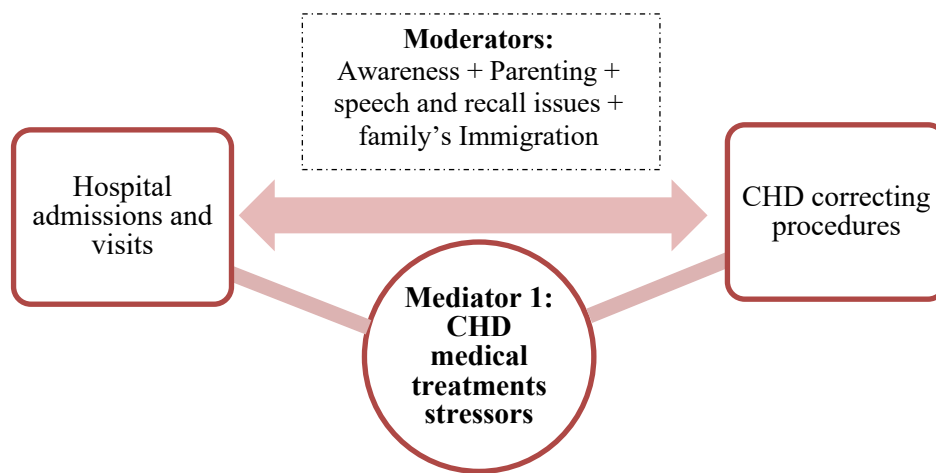 Moderators:
Awareness + Parenting +
speech and recall issues +
family’s Immigration
Hospital
admissions and
visits
CHD correcting
procedures
Mediator 1:
CHD
medical
treatments
stressors